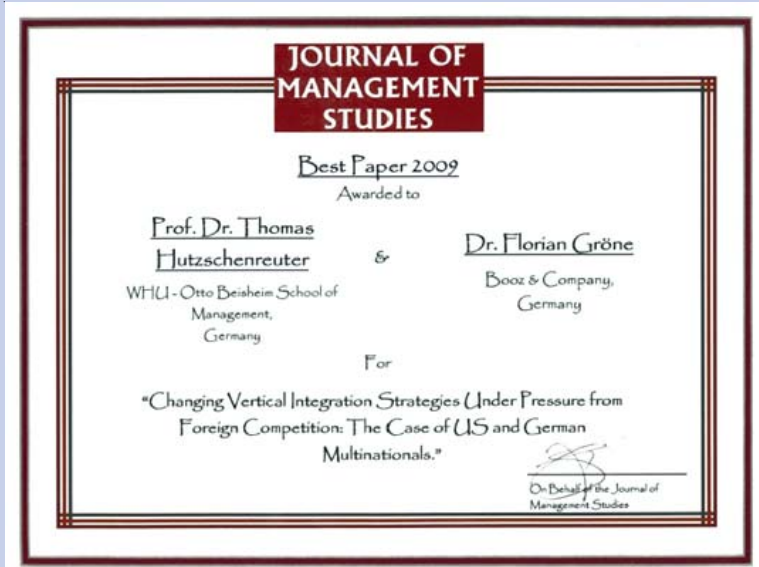 JOURNAL OF
MANAGEMENT
STUDIES
Best Paper 2009
Awarded to
Prof. Dr. Thomas
Hutzschenreuter
&
Dr. Florian Gröne
WHU - Otto Beisheim School of
Management,
Germany
Booz & Company,
Germany
For
"Changing Vertical Integration Strategies Under Pressure from
Foreign Competition: The Case of US and German
Multinationals."
On Behalf of the Journal of
Management Studies